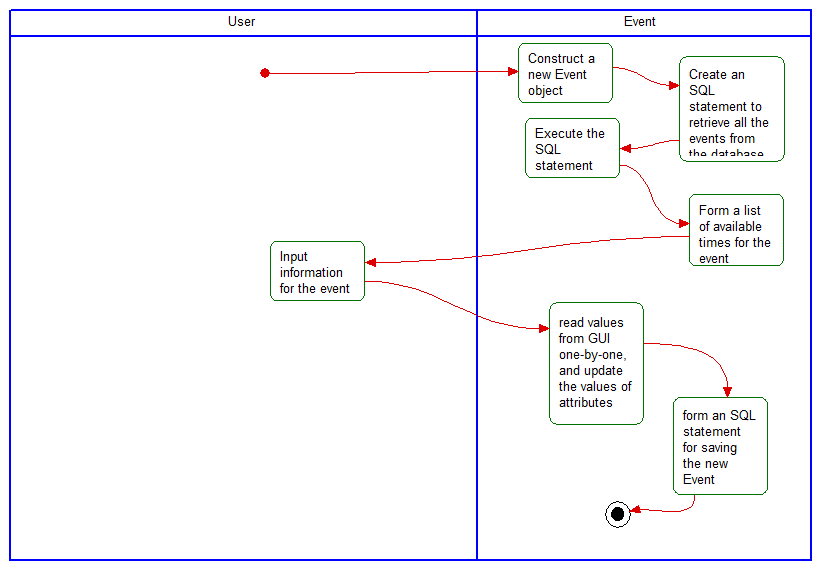 User
Event
Construct a
new Event
object
Create an
SQL
statement to
retrieve all the
events from
the database
Execute the
SQL
statement
Form a list
of available
times for the
event
Input
information
for the event
read values
from GUI
one-by-one,
and update
the values of
attributes
form an SQL
statement
for saving
the new
Event